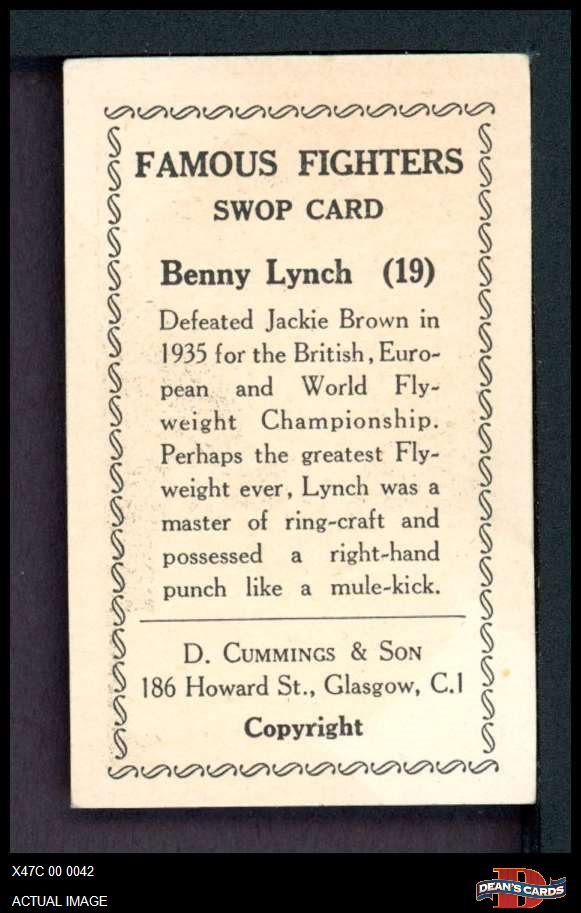 FAMOUS FIGHTERS
SWOP CARD
Benny Lynch (19)
Defeated Jackie Brown in
1935 for the British, Euro-
pean and World Fly-
weight Championship.
Perhaps the greatest Fly-
weight ever, Lynch was a
master of ring-craft and
possessed a right-hand
punch like a mule-kick.
D. CUMMINGS & SON
186 Howard St., Glasgow, C.1
Copyright
X47C 00 0042
ACTUAL IMAGE
D
DEAN'S CARDS